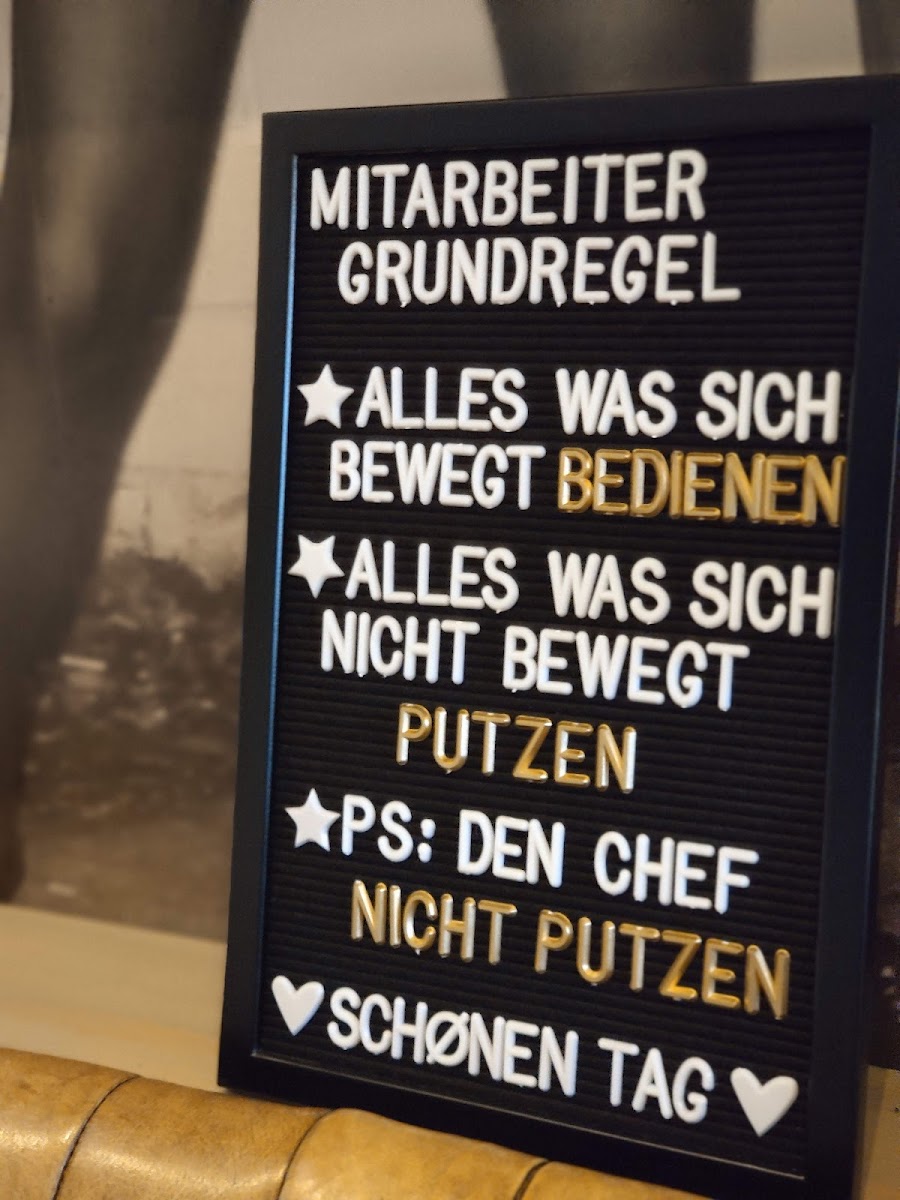 MITARBEITER
GRUNDREGEL
★ALLES WAS SICH
BEWEGT BEDIENEN
★ALLES WAS SICH
NICHT BEWEGT
PUTZEN
★PS: DEN CHEF
NICHT PUTZEN
♥SCHØNEN TAG♥